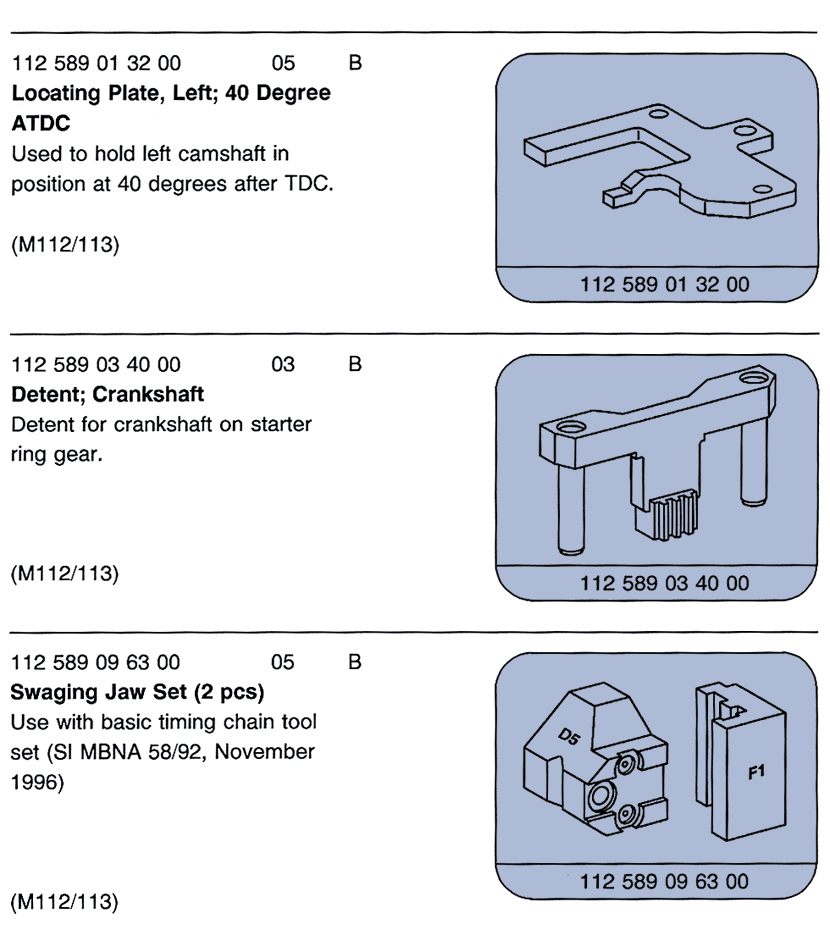 112 589 01 32 00 05 B
Locating Plate, Left; 40 Degree
ATDC
Used to hold left camshaft in
position at 40 degrees after TDC.
(M112/113)
112 589 01 32 00
112 589 03 40 00 03 B
Detent; Crankshaft
Detent for crankshaft on starter
ring gear.
(M112/113)
112 589 03 40 00
112 589 09 63 00 05 B
Swaging Jaw Set (2 pcs)
Use with basic timing chain tool
set (SI MBNA 58/92, November
1996)
(M112/113)
D5
F1
112 589 09 63 00